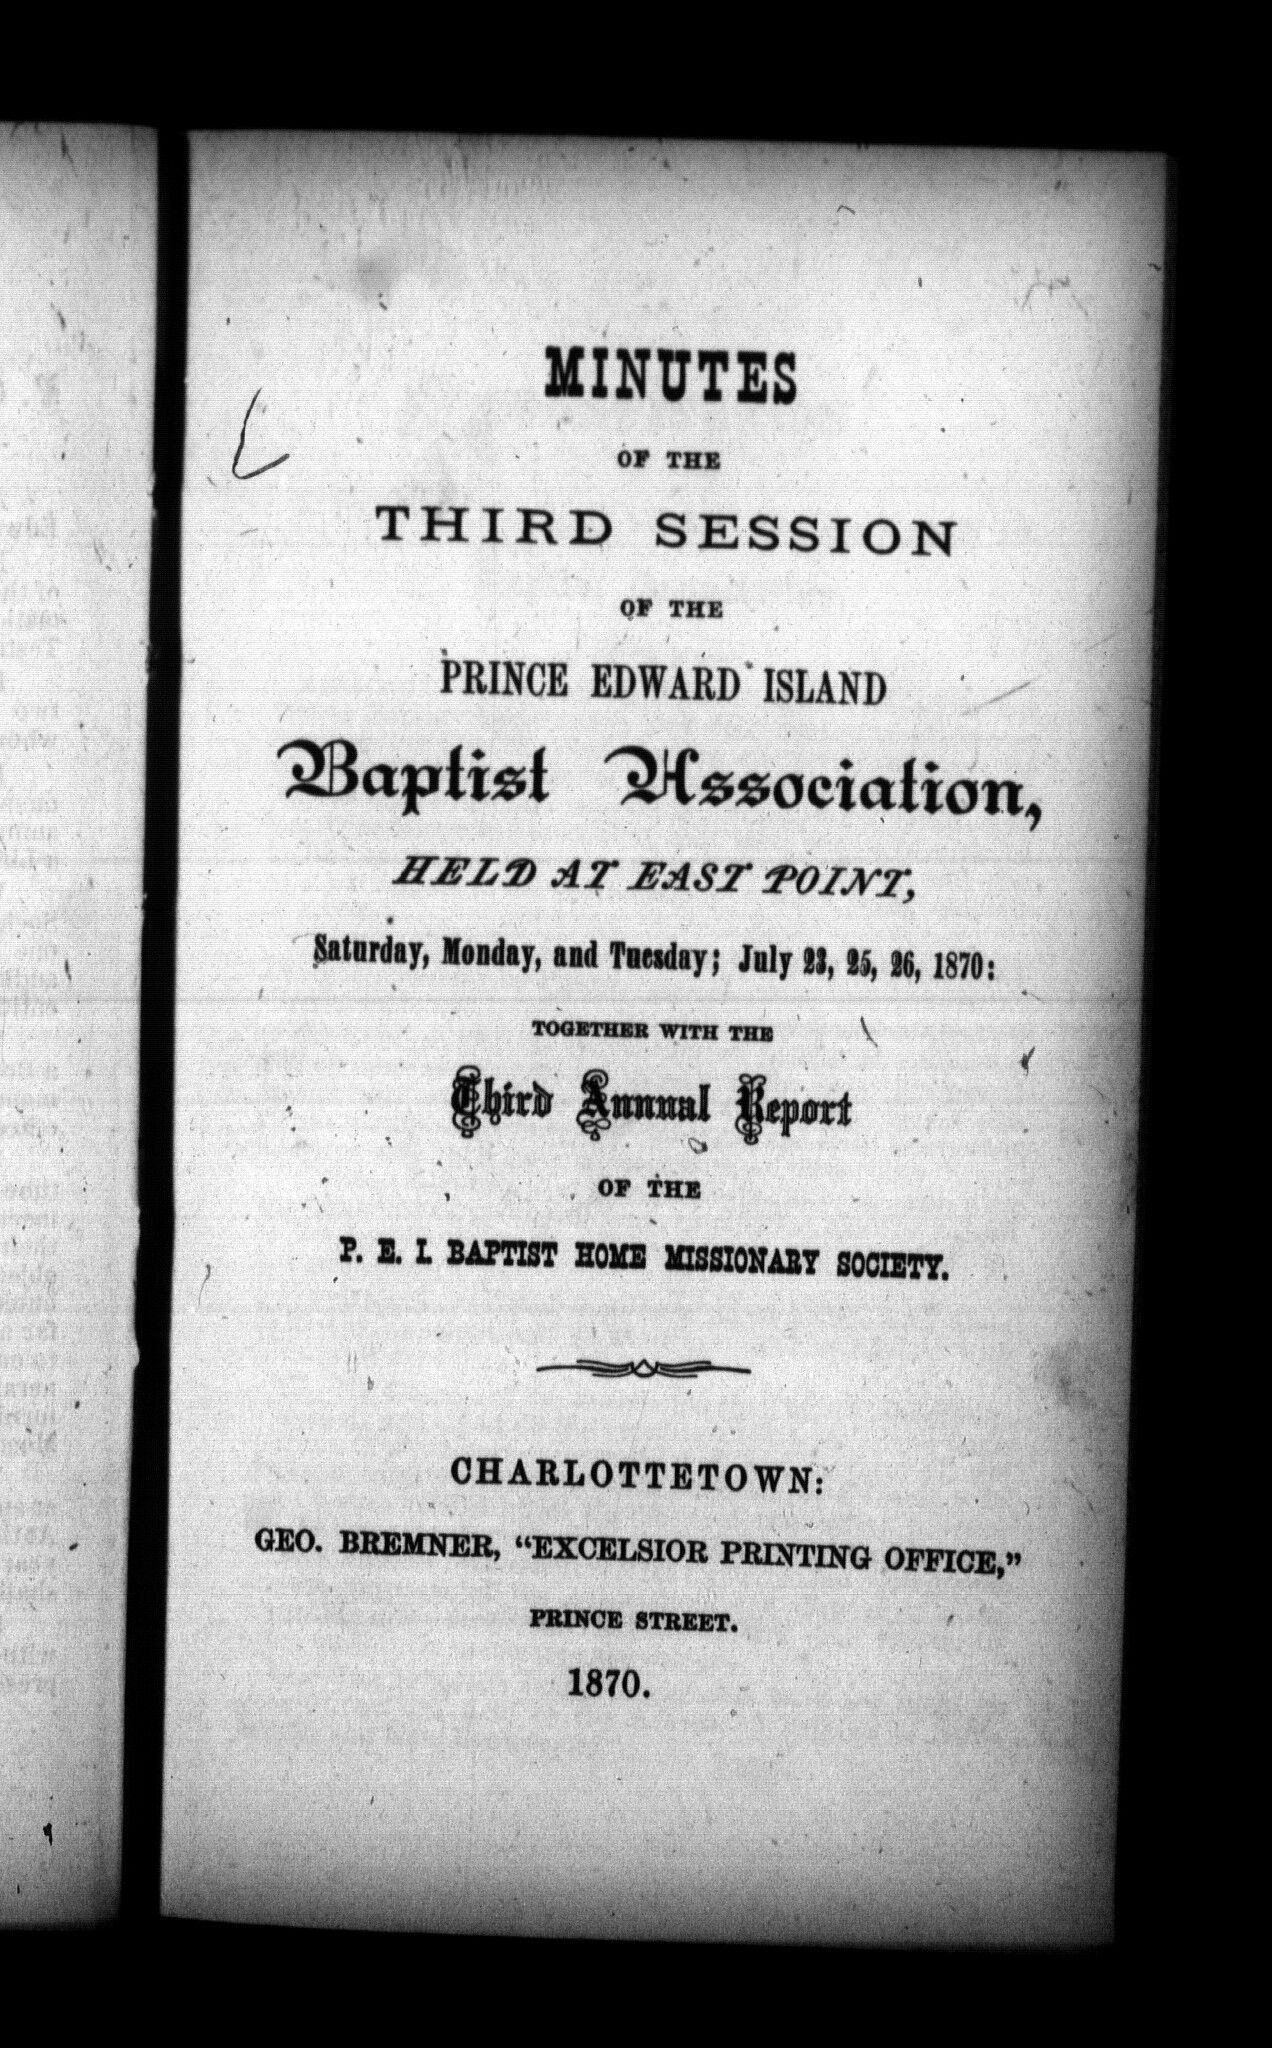 MINUTES
OF THE
THIRD SESSION
OF THE
PRINCE EDWARD ISLAND
Baptist Association,
HELD AT EAST POINT,
Saturday, Monday, and Tuesday; July 23, 25, 26, 1870:
TOGETHER WITH THE
Third Annual Report
OF THE
P. E. I. BAPTIST HOME MISSIONARY SOCIETY.
CHARLOTTETOWN:
GEO. BREMNER, “EXCELSIOR PRINTING OFFICE,”
PRINCE STREET.
1870.